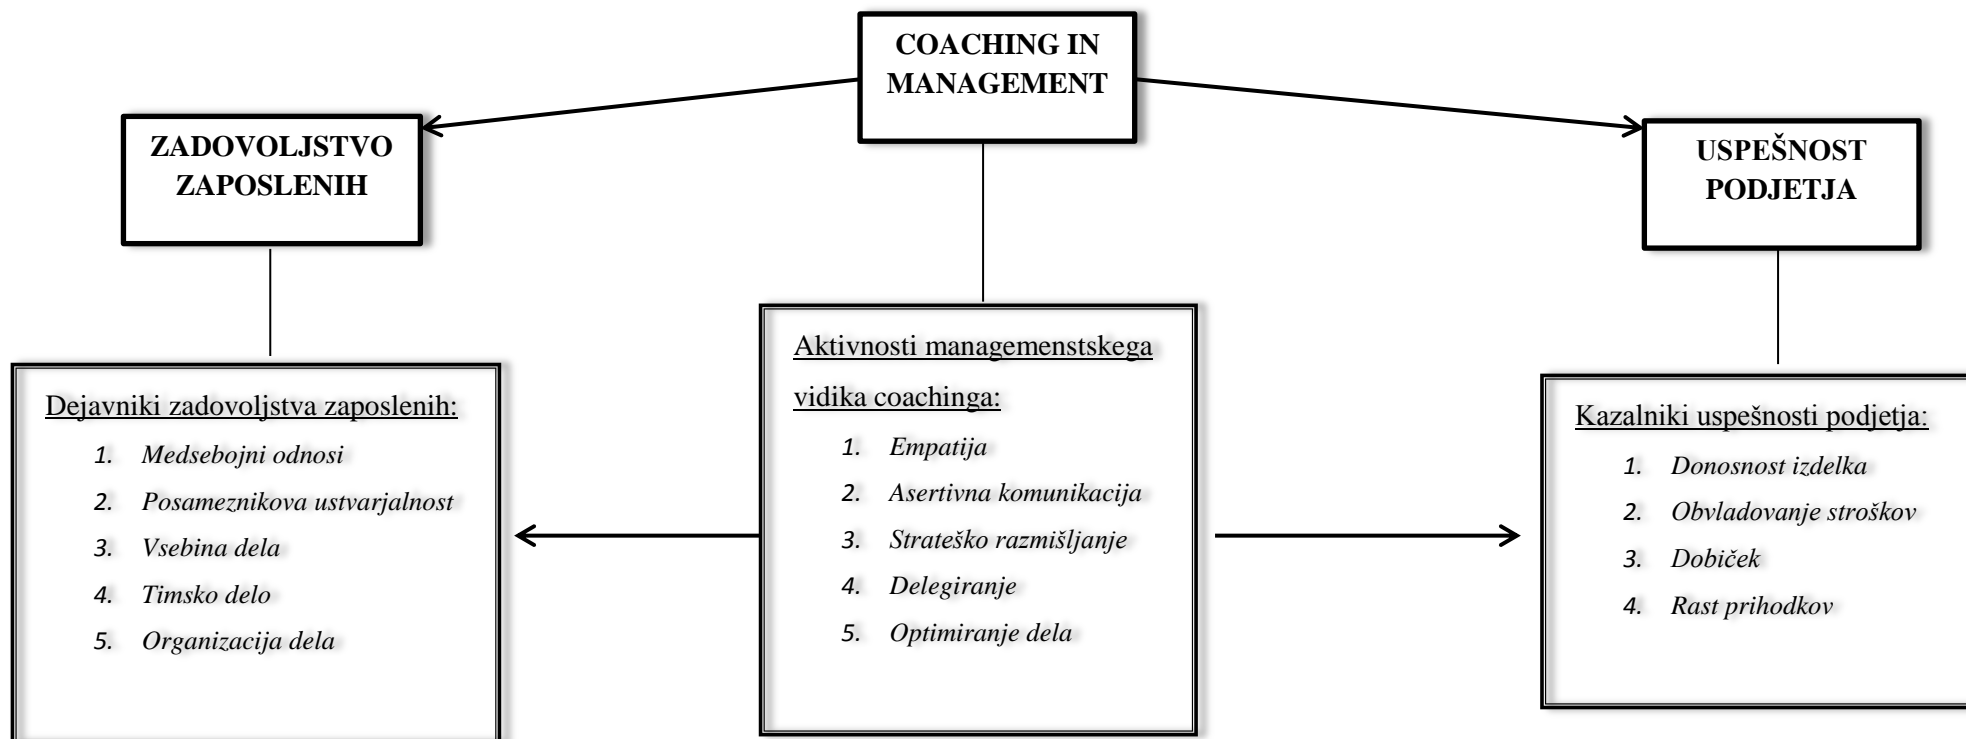 COACHING IN
MANAGEMENT
ZADOVOLJSTVO
ZAPOSLENIH
USPEŠNOST
PODJETJA
Dejavniki zadovoljstva zaposlenih:
1. Medsebojni odnosi
2. Posameznikova ustvarjalnost
3. Vsebina dela
4. Timsko delo
5. Organizacija dela
Aktivnosti managemenstskega
vidika coachinga:
1. Empatija
2. Asertivna komunikacija
3. Strateško razmišljanje
4. Delegiranje
5. Optimiranje dela
Kazalniki uspešnosti podjetja:
1. Donosnost izdelka
2. Obvladovanje stroškov
3. Dobiček
4. Rast prihodkov